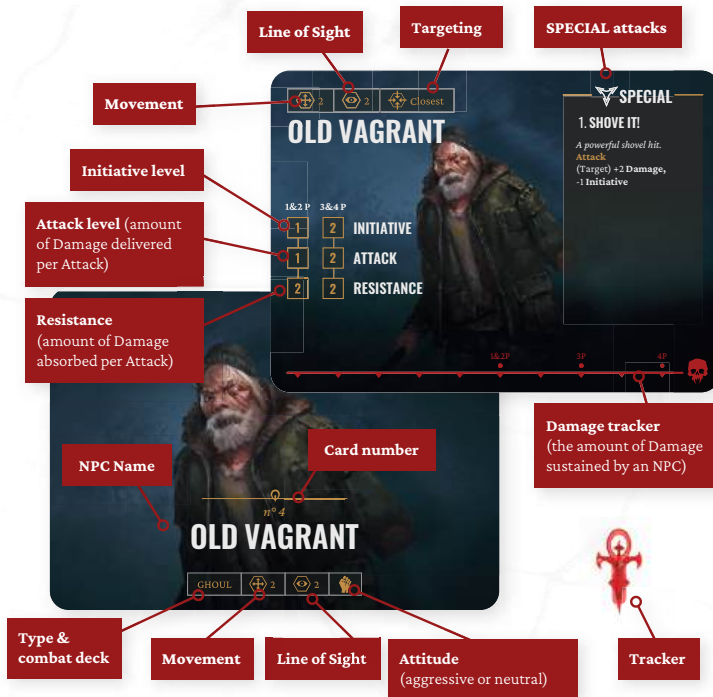 Line of Sight
Targeting
SPECIAL attacks
Movement
2
2
Closest
OLD VAGRANT
SPECIAL
1. SHOVE IT!
A powerful shovel hit.
Attack
(Target) +2 Damage,
-1 Initiative
Initiative level
1&2 P
3&4 P
1
2
INITIATIVE
Attack level (amount
of Damage delivered
per Attack)
1
2
ATTACK
2
2
RESISTANCE
Resistance
(amount of Damage
absorbed per Attack)
1&2P
3P
4P
Damage tracker
(the amount of Damage
sustained by an NPC)
NPC Name
Card number
n° 4
OLD VAGRANT
GHOUL
2
2
Type &
combat deck
Movement
Line of Sight
Attitude
(aggressive or neutral)
Tracker